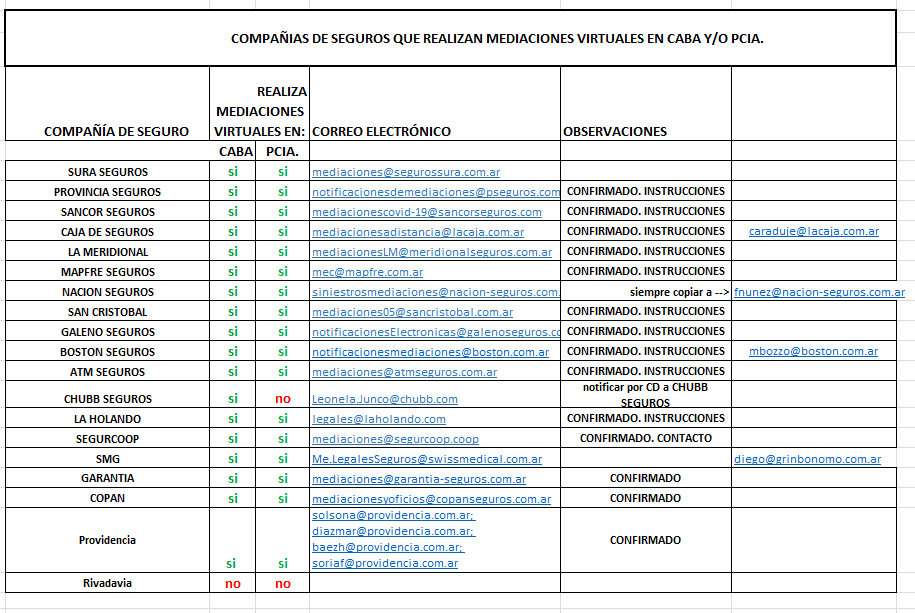 COMPAÑIAS DE SEGUROS QUE REALIZAN MEDIACIONES VIRTUALES EN CABA Y/O PCIA.
COMPAÑÍA DE SEGURO REALIZA MEDIACIONES VIRTUALES EN: CORREO ELECTRÓNICO OBSERVACIONES
CABA PCIA.
SURA SEGUROS si si mediaciones@segurossura.com.ar
PROVINCIA SEGUROS si si notificacionesdemediaciones@pseguros.com CONFIRMADO. INSTRUCCIONES
SANCOR SEGUROS si si mediacionescovid-19@sancorseguros.com CONFIRMADO. INSTRUCCIONES
CAJA DE SEGUROS si si mediacionesadistancia@lacaja.com.ar CONFIRMADO. INSTRUCCIONES caraduje@lacaja.com.ar
LA MERIDIONAL si si mediacionesLM@meridionalseguros.com.ar CONFIRMADO. INSTRUCCIONES
MAPFRE SEGUROS si si mec@mapfre.com.ar CONFIRMADO. INSTRUCCIONES
NACION SEGUROS si si siniestrosmediaciones@nacion-seguros.com. siempre copiar a --> fnunez@nacion-seguros.com.ar
SAN CRISTOBAL si si mediaciones05@sancristobal.com.ar CONFIRMADO. INSTRUCCIONES
GALENO SEGUROS si si notificacionesElectronicas@galenoseguros.co CONFIRMADO. INSTRUCCIONES
BOSTON SEGUROS si si notificacionesmediaciones@boston.com.ar CONFIRMADO. INSTRUCCIONES mbozzo@boston.com.ar
ATM SEGUROS si si mediaciones@atmseguros.com.ar CONFIRMADO. INSTRUCCIONES
CHUBB SEGUROS si no Leonela.Junco@chubb.com notificar por CD a CHUBB SEGUROS
LA HOLANDO si si legales@laholando.com CONFIRMADO. INSTRUCCIONES
SEGURCOOP si si mediaciones@segurcoop.coop CONFIRMADO. CONTACTO
SMG si si Me.LegalesSeguros@swissmedical.com.ar diego@grinbonomo.com.ar
GARANTIA si si mediaciones@garantia-seguros.com.ar CONFIRMADO
COPAN si si mediacionesyoficios@copanseguros.com.ar CONFIRMADO
Providencia si si solsona@providencia.com.ar;
diazmar@providencia.com.ar;
baezh@providencia.com.ar;
soriaf@providencia.com.ar CONFIRMADO
Rivadavia no no